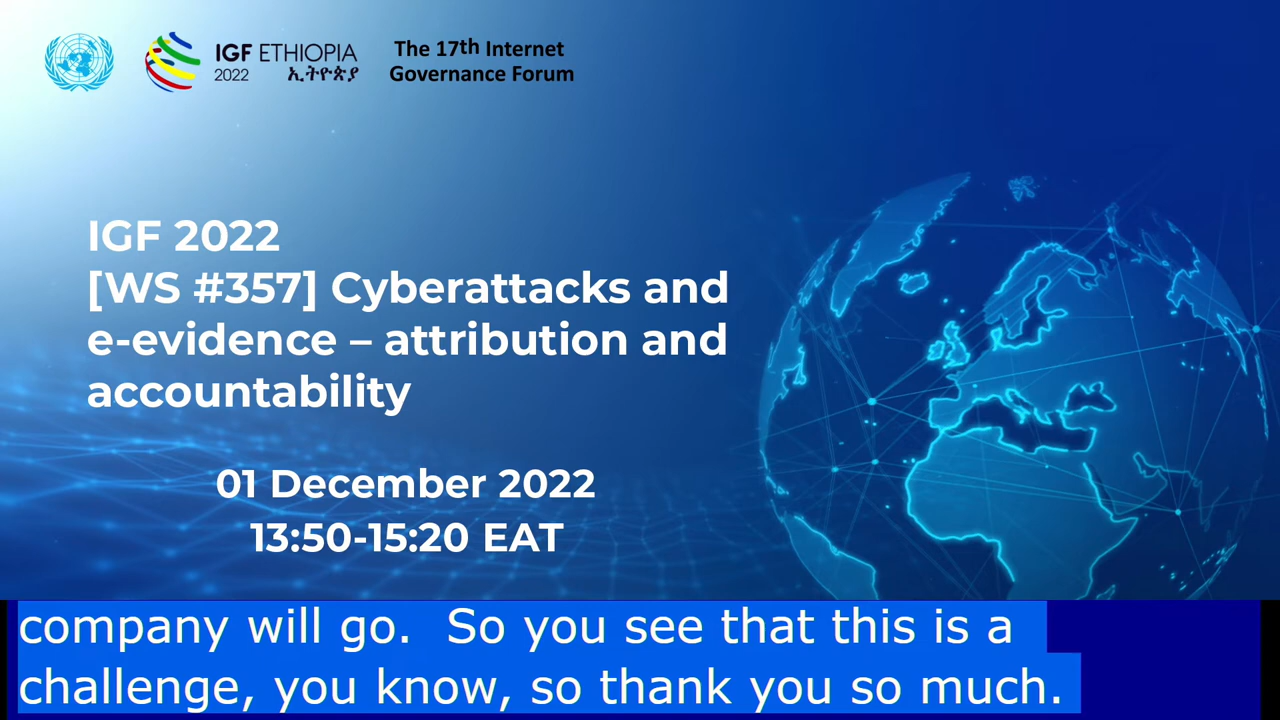 IGF ETHIOPIA
2022 ኢትዮጵያ
The 17th Internet
Governance Forum
IGF 2022
[WS #357] Cyberattacks and
e-evidence – attribution and
accountability
01 December 2022
13:50-15:20 EAT
company will go.  So you see that this is a
challenge, you know, so thank you so much.